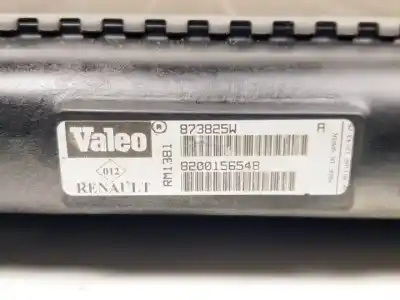 Valeo®
873825W
A
RM1381
012
RENAULT
8200156548